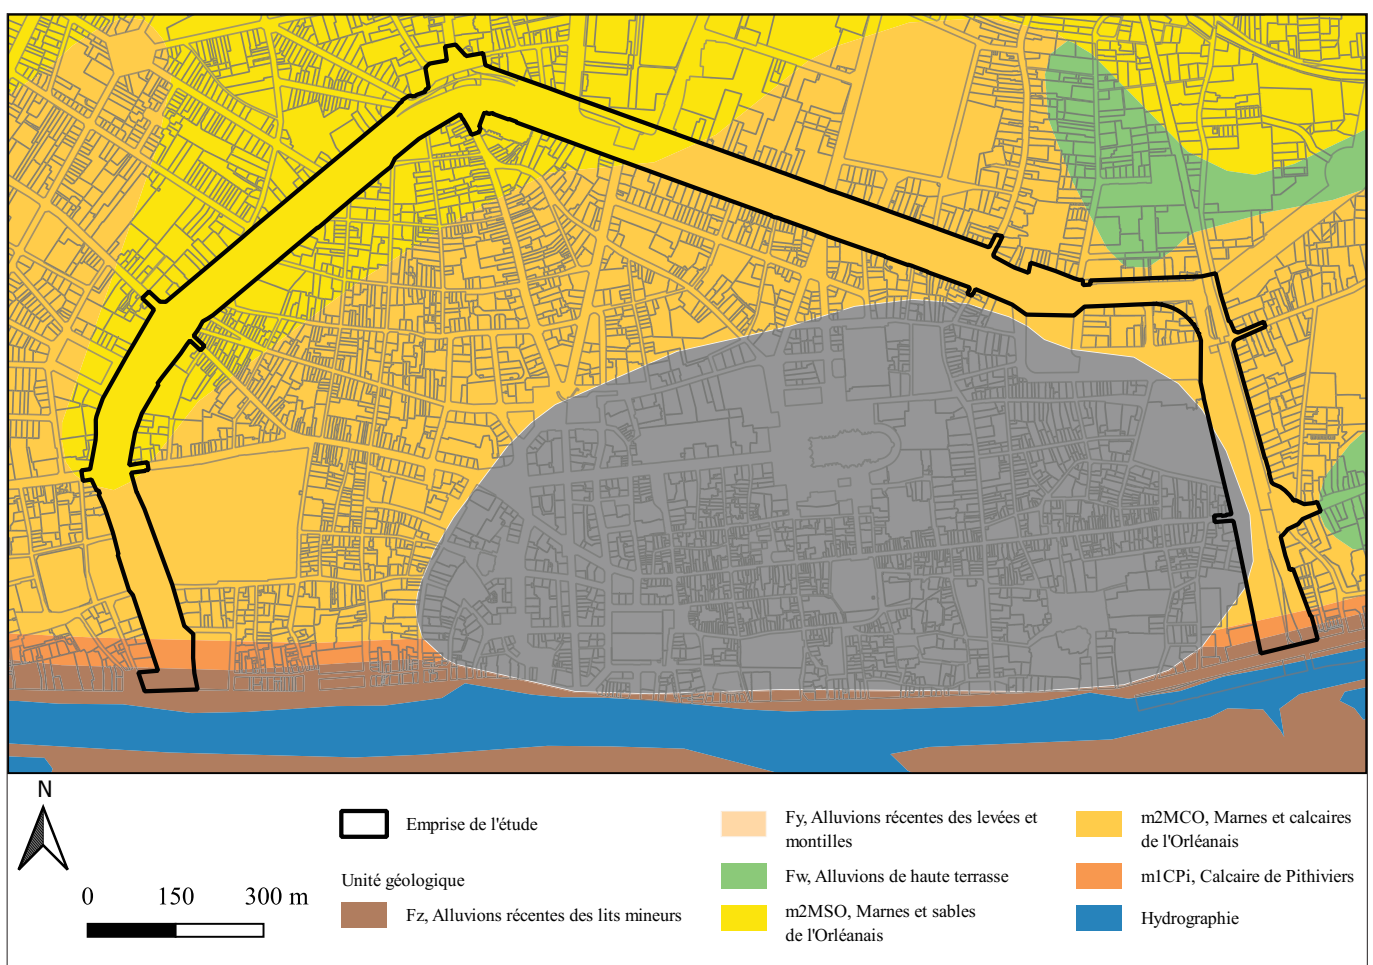 N
0 150 300 m
Emprise de l'étude
Unité géologique
Fz, Alluvions récentes des lits mineurs
Fy, Alluvions récentes des levées et
montilles
Fw, Alluvions de haute terrasse
m2MSO, Marnes et sables
de l'Orléanais
m2MCO, Marnes et calcaires
de l'Orléanais
m1CPi, Calcaire de Pithiviers
Hydrographie